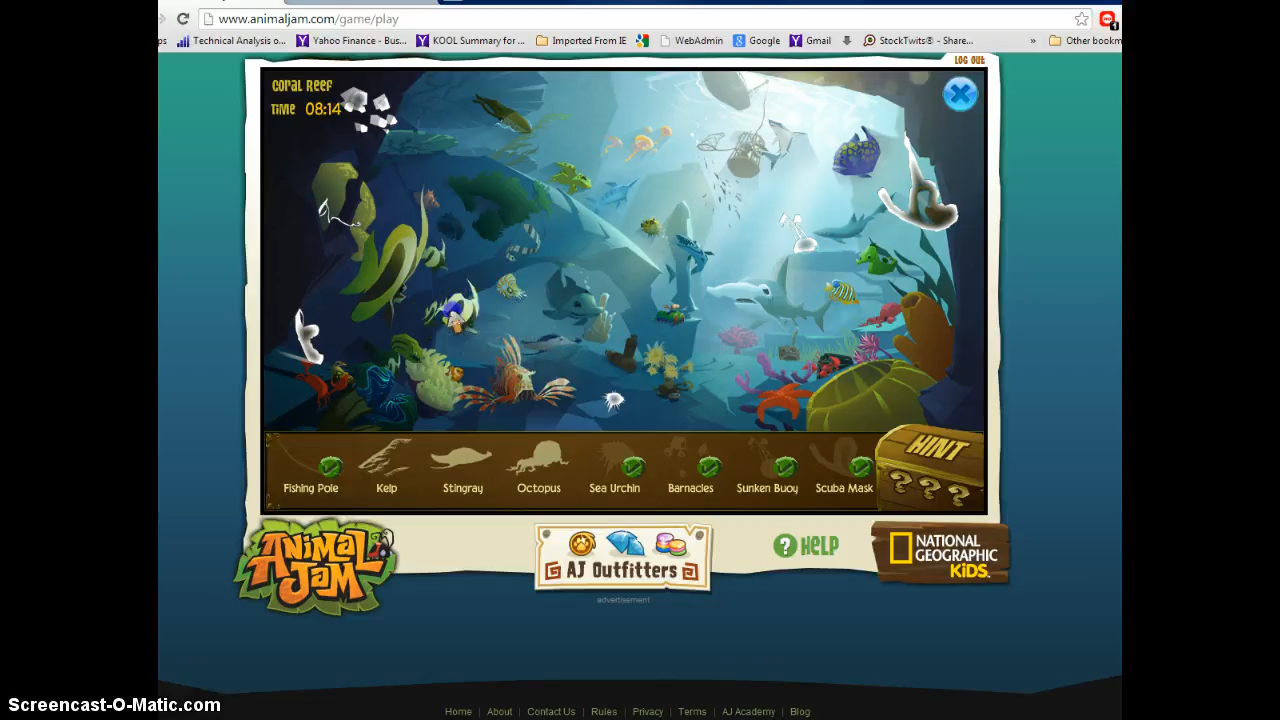 www.animaljam.com/game/play
ps Technical Analysis o... Yahoo Finance - Bus... KOOL Summary for ... Imported From IE WebAdmin Google Gmail StockTwits® - Share... » Other bookm
LOG OUT
Coral Reef
Time 08:14
HINT
? ? ?
Fishing Pole Kelp Stingray Octopus Sea Urchin Barnacles Sunken Buoy Scuba Mask
ANIMAL JAM
AJ Outfitters
? HELP
NATIONAL GEOGRAPHIC KiDS
advertisement
Screencast-O-Matic.com
Home | About | Contact Us | Rules | Privacy | Terms | AJ Academy | Blog